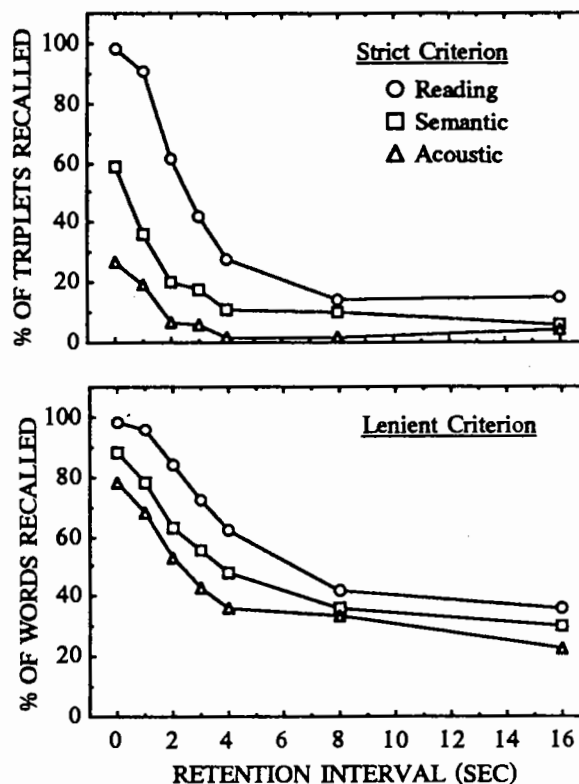 100
80
60
40
20
0
% OF TRIPLETS RECALLED
Strict Criterion
Reading
Semantic
Acoustic
100
80
60
40
20
0
% OF WORDS RECALLED
Lenient Criterion
0 2 4 6 8 10 12 14 16
RETENTION INTERVAL (SEC)